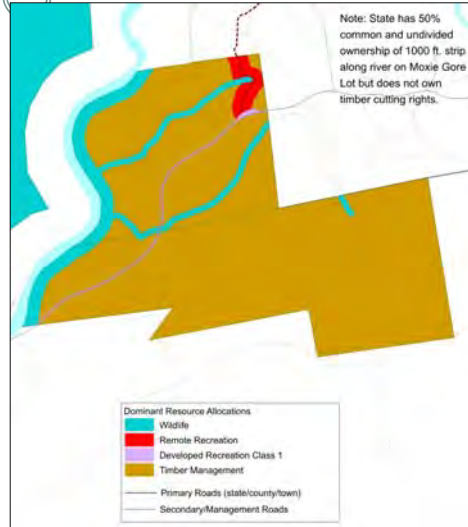 Note: State has 50%
common and undivided
ownership of 1000 ft. strip
along river on Moxie Gore
Lot but does not own
timber cutting rights.
Dominant Resource Allocations
Wildlife
Remote Recreation
Developed Recreation Class 1
Timber Management
Primary Roads (state/county/town)
Secondary/Management Roads